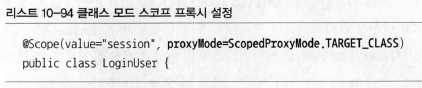 리스트 10-94 클래스 모드 스코프 프록시 설정
@Scope(value="session", proxyMode=ScopedProxyMode.TARGET_CLASS)
public class LoginUser {